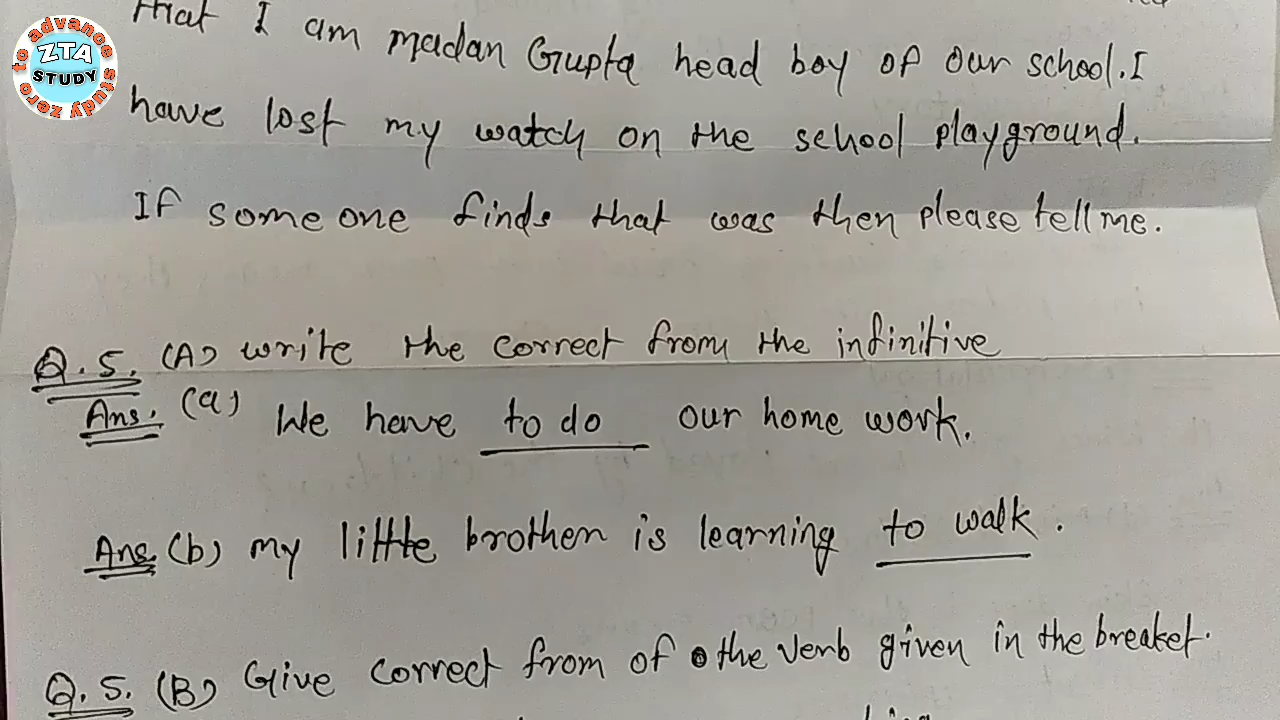 zero to advance study
ZTA
STUDY
that I am madan Gupta head boy of our school. I
have lost my watch on the school playground.
If some one finds that was then please tell me.
Q.5. (A) write the correct from the infinitive
Ans. (a) We have to do our home work.
Ans (b) my little brother is learning to walk.
Q.5. (B) Give correct from of the verb given in the breaket.